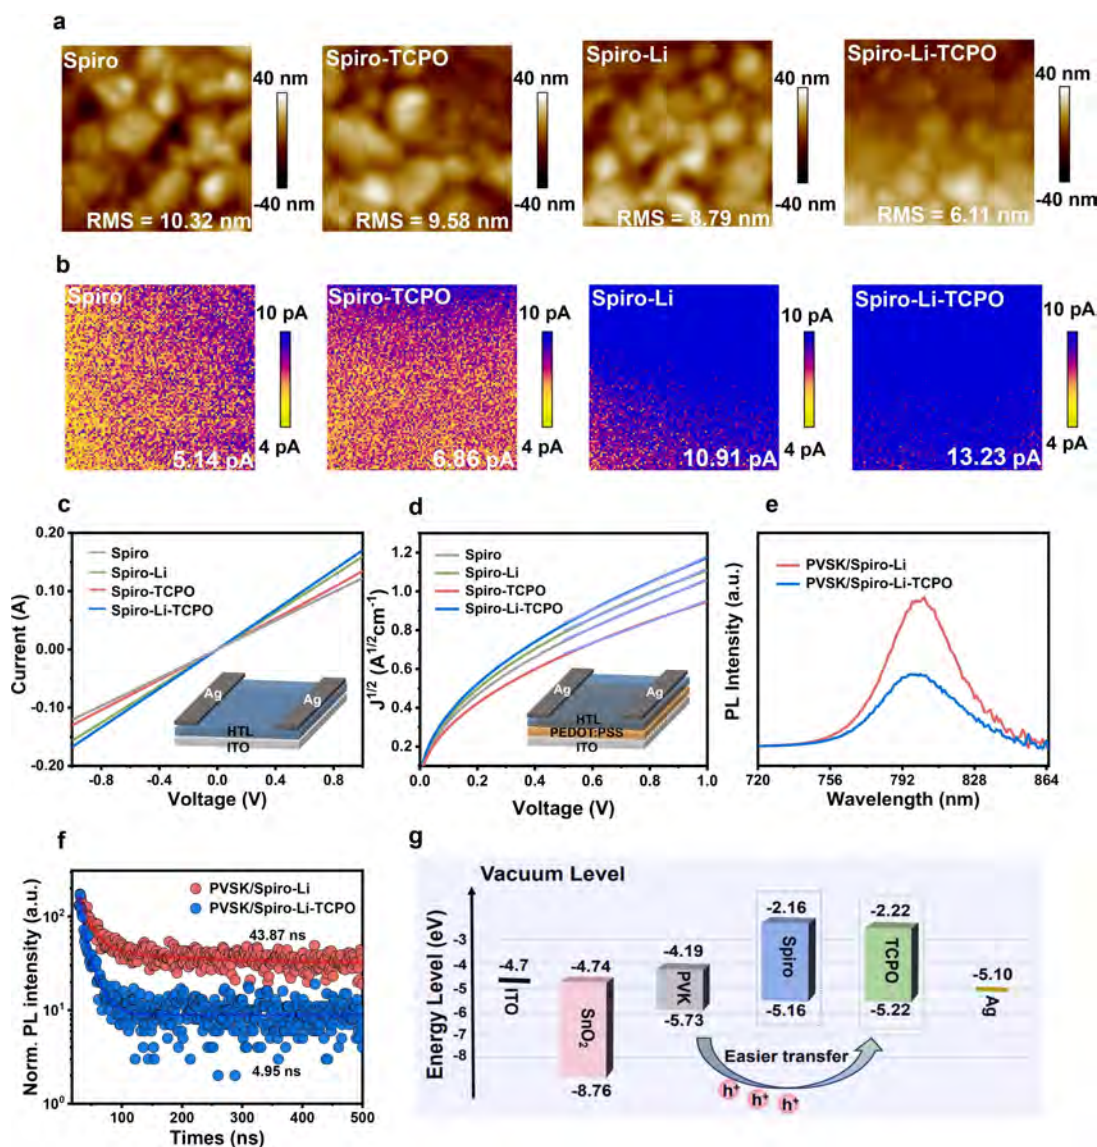 a
Spiro
Spiro-TCPO
Spiro-Li
Spiro-Li-TCPO
40 nm
40 nm
40 nm
40 nm
-40 nm
-40 nm
-40 nm
-40 nm
RMS = 10.32 nm
RMS = 9.58 nm
RMS = 8.79 nm
RMS = 6.11 nm
b
Spiro
Spiro-TCPO
Spiro-Li
Spiro-Li-TCPO
10 pA
10 pA
10 pA
10 pA
4 pA
4 pA
4 pA
4 pA
5.14 pA
6.86 pA
10.91 pA
13.23 pA
c
Current (A)
0.20
0.10
0.00
-0.10
-0.20
Spiro
Spiro-Li
Spiro-TCPO
Spiro-Li-TCPO
Ag
Ag
HTL
ITO
-1.0 -0.5 0.0 0.5 1.0
Voltage (V)
d
J^1/2 (A^1/2cm^-1)
1.2
1.0
0.8
0.6
0.4
0.2
Spiro
Spiro-Li
Spiro-TCPO
Spiro-Li-TCPO
Ag
Ag
HTL
PEDOT:PSS
ITO
0.0 0.2 0.4 0.6 0.8 1.0
Voltage (V)
e
PL Intensity (a.u.)
PVSK/Spiro-Li
PVSK/Spiro-Li-TCPO
720 756 792 828 864
Wavelength (nm)
f
Norm. PL intensity (a.u.)
10²
10¹
10⁰
PVSK/Spiro-Li
PVSK/Spiro-Li-TCPO
43.87 ns
4.95 ns
100 200 300 400 500
Times (ns)
g
Vacuum Level
Energy Level (eV)
-3
-4
-5
-6
-7
-8
-4.7
ITO
-4.74
SnO₂
-8.76
-4.19
PVK
-5.73
-2.16
Spiro
-5.16
-2.22
TCPO
-5.22
-5.10
Ag
Easier transfer
h⁺ h⁺ h⁺